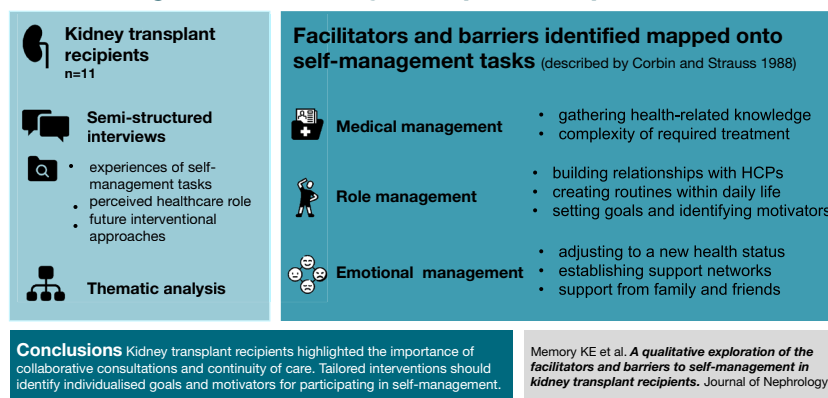 Kidney transplant
recipients
n=11
Semi-structured
interviews
• experiences of self-
management tasks
• perceived healthcare role
• future interventional
approaches
Thematic analysis
Facilitators and barriers identified mapped onto
self-management tasks (described by Corbin and Strauss 1988)
Medical management
• gathering health-related knowledge
• complexity of required treatment
Role management
• building relationships with HCPs
• creating routines within daily life
• setting goals and identifying motivators
Emotional management
• adjusting to a new health status
• establishing support networks
• support from family and friends
Conclusions Kidney transplant recipients highlighted the importance of
collaborative consultations and continuity of care. Tailored interventions should
identify individualised goals and motivators for participating in self-management.
Memory KE et al. A qualitative exploration of the
facilitators and barriers to self-management in
kidney transplant recipients. Journal of Nephrology